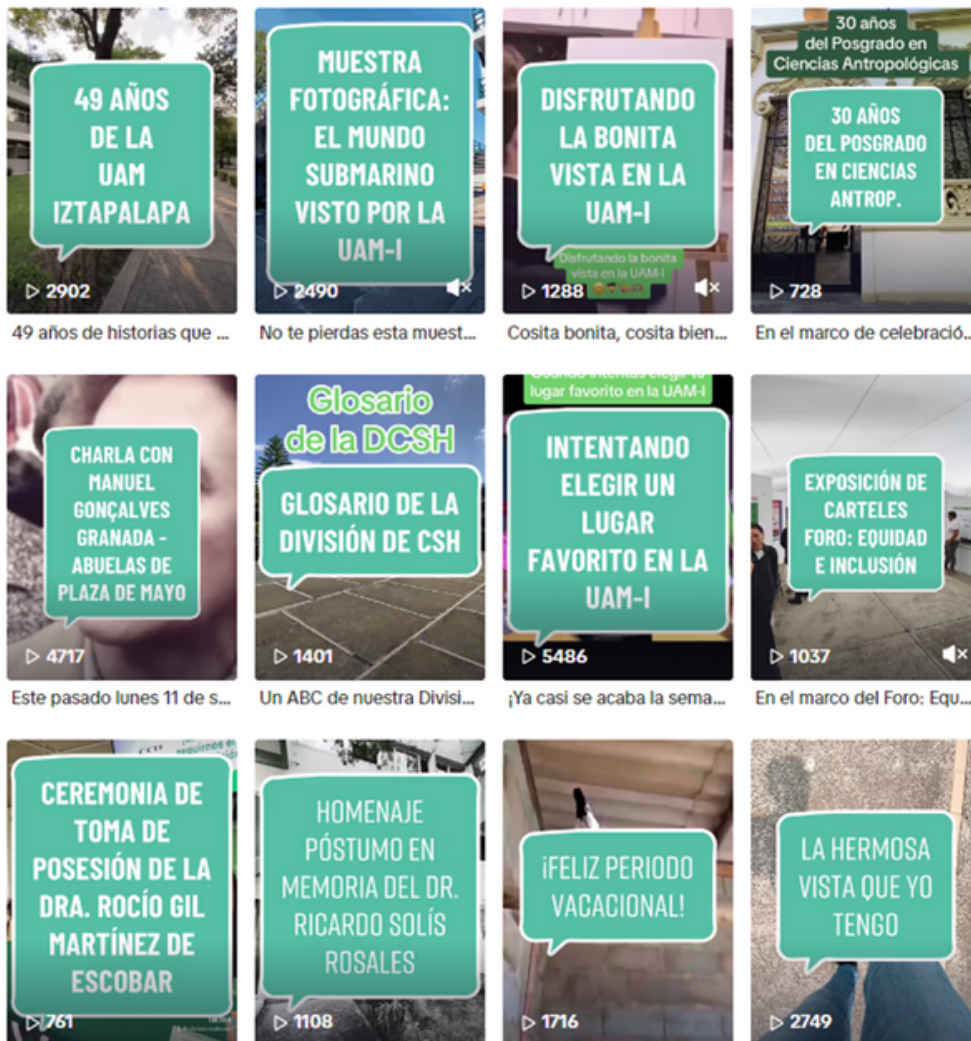 49 AÑOS
DE LA
UAM
IZTAPALAPA
2902
49 años de historias que ...
MUESTRA
FOTOGRÁFICA:
EL MUNDO
SUBMARINO
VISTO POR LA
UAM-I
2490
No te pierdas esta muest...
DISFRUTANDO
LA BONITA
VISTA EN LA
UAM-I
Disfrutando la bonita
vista en la UAM-I
1288
Cosita bonita, cosita bien...
30 años
del Posgrado en
Ciencias Antropológicas
30 AÑOS
DEL POSGRADO
EN CIENCIAS
ANTROP.
728
En el marco de celebració...
CHARLA CON
MANUEL
GONÇALVES
GRANADA -
ABUELAS DE
PLAZA DE MAYO
4717
Este pasado lunes 11 de s...
Glosario
de la DCSH
GLOSARIO DE LA
DIVISIÓN DE CSH
1401
Un ABC de nuestra Divisi...
lugar favorito en la UAM-I
INTENTANDO
ELEGIR UN
LUGAR
FAVORITO EN LA
UAM-I
5486
¡Ya casi se acaba la sema...
EXPOSICIÓN DE
CARTELES
FORO: EQUIDAD
E INCLUSIÓN
1037
En el marco del Foro: Equ...
CEREMONIA DE
TOMA DE
POSESIÓN DE LA
DRA. ROCÍO GIL
MARTÍNEZ DE
ESCOBAR
761
HOMENAJE
PÓSTUMO EN
MEMORIA DEL DR.
RICARDO SOLÍS
ROSALES
1108
¡FELIZ PERIODO
VACACIONAL!
1716
LA HERMOSA
VISTA QUE YO
TENGO
2749